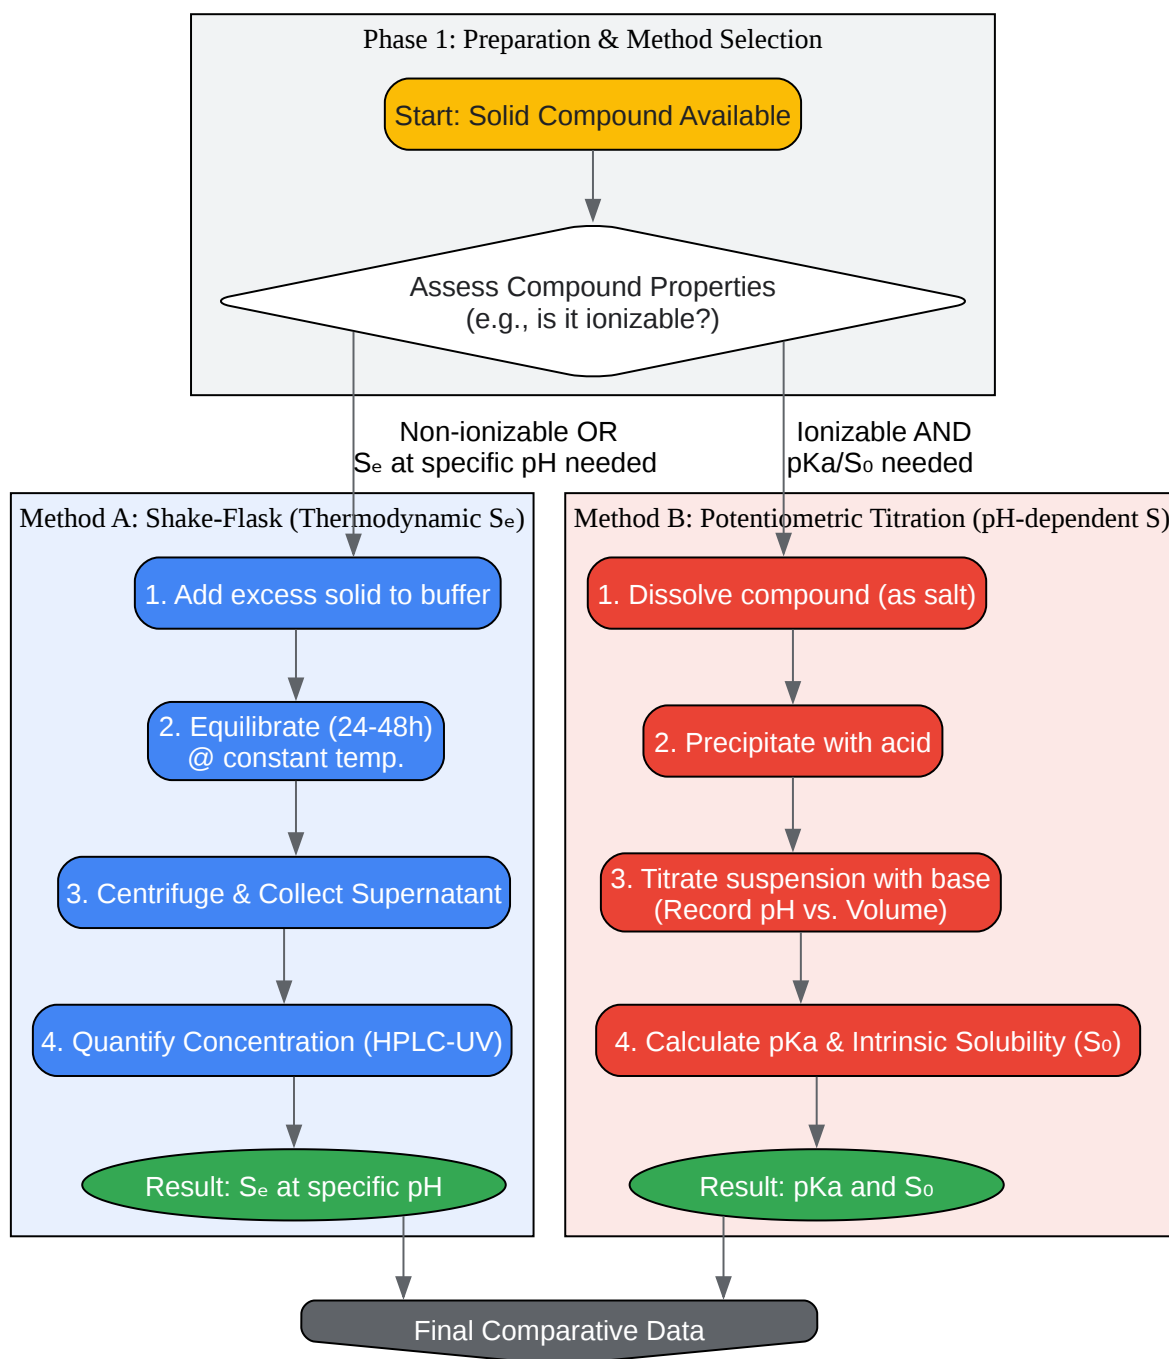 Phase 1: Preparation & Method Selection
Start: Solid Compound Available
Assess Compound Properties
(e.g., is it ionizable?)
Non-ionizable OR
Sₑ at specific pH needed
Ionizable AND
pKa/S₀ needed
Method A: Shake-Flask (Thermodynamic Sₑ)
1. Add excess solid to buffer
2. Equilibrate (24-48h)
@ constant temp.
3. Centrifuge & Collect Supernatant
4. Quantify Concentration (HPLC-UV)
Result: Sₑ at specific pH
Method B: Potentiometric Titration (pH-dependent S)
1. Dissolve compound (as salt)
2. Precipitate with acid
3. Titrate suspension with base
(Record pH vs. Volume)
4. Calculate pKa & Intrinsic Solubility (S₀)
Result: pKa and S₀
Final Comparative Data